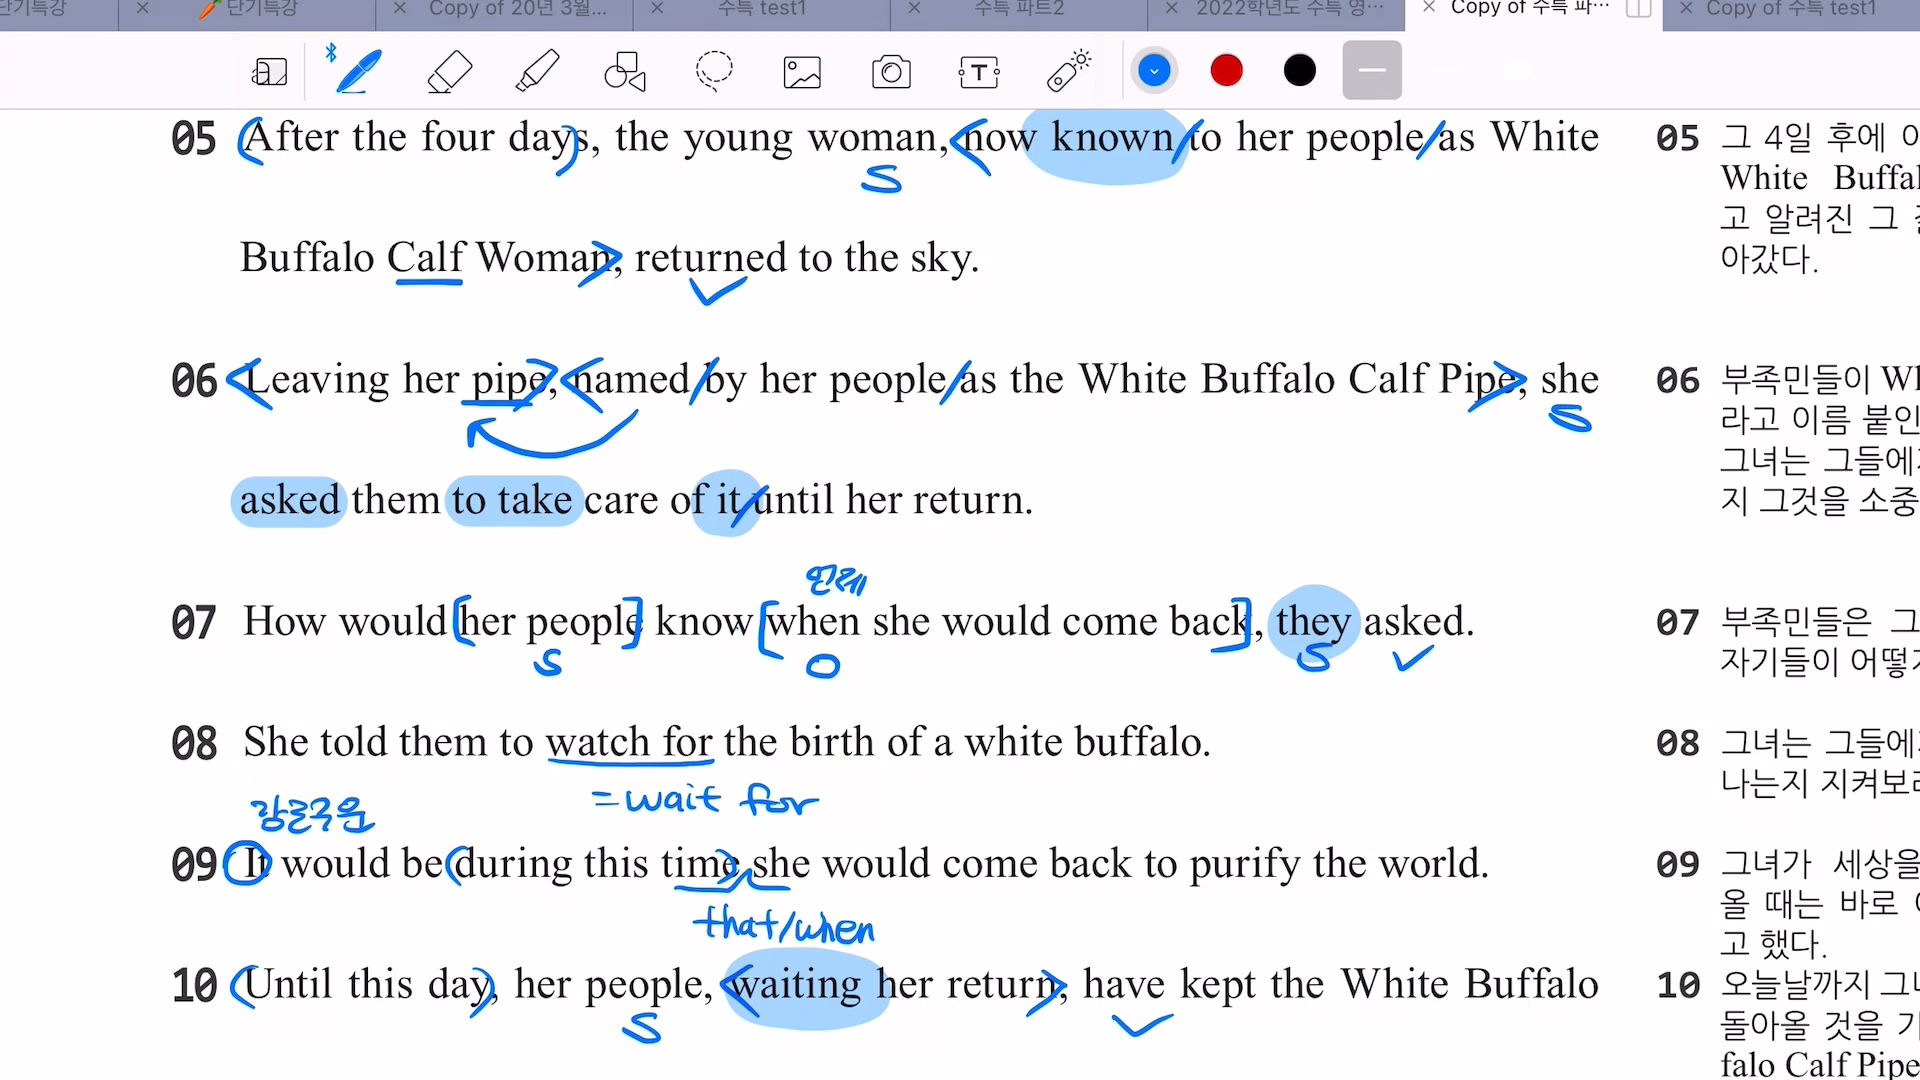 단기특강
단기특강
Copy of 20년 3월...
수특 test1
수특 파트2
2022학년도 수특 영...
Copy of 수특 파...
Copy of 수특 test1
05 After the four days, the young woman, now known to her people as White
S
Buffalo Calf Woman, returned to the sky.
06 Leaving her pipe, named by her people as the White Buffalo Calf Pipe, she
S
asked them to take care of it until her return.
언제
07 How would her people know when she would come back, they asked.
S O S
08 She told them to watch for the birth of a white buffalo.
= wait for
강조구문
09 It would be during this time she would come back to purify the world.
that/when
10 Until this day, her people, waiting her return, have kept the White Buffalo
S
05 그 4일 후에
White Buffal
고 알려진 그
아갔다.
06 부족민들이
라고 이름 붙인
그녀는 그들에게
지 그것을 소중
07 부족민들은 그
자기들이 어떻게
08 그녀는 그들에게
나는지 지켜보라
09 그녀가 세상을
올 때는 바로
고 했다.
10 오늘날까지 그녀
돌아올 것을
falo Calf Pipe